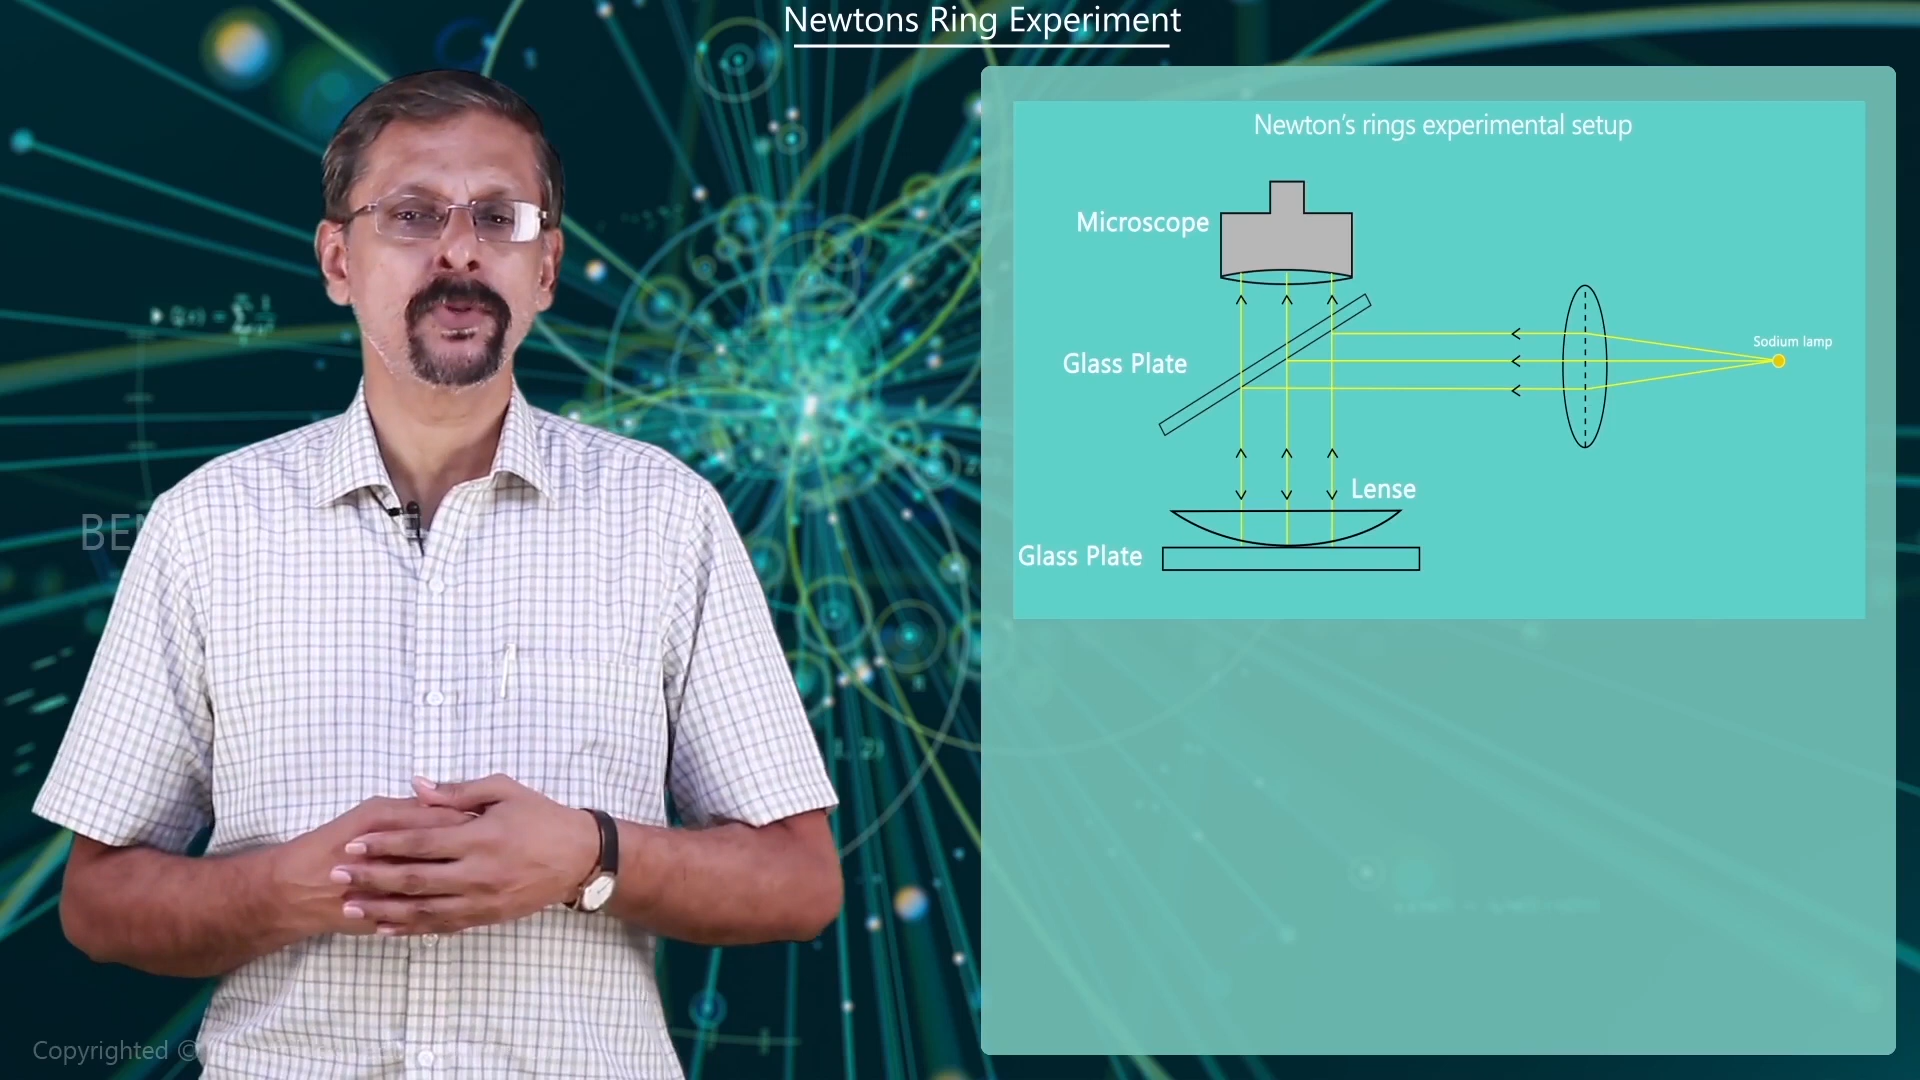 Newtons Ring Experiment
Newton's rings experimental setup
Microscope
Sodium lamp
Glass Plate
Lense
Glass Plate
Copyrighted ©